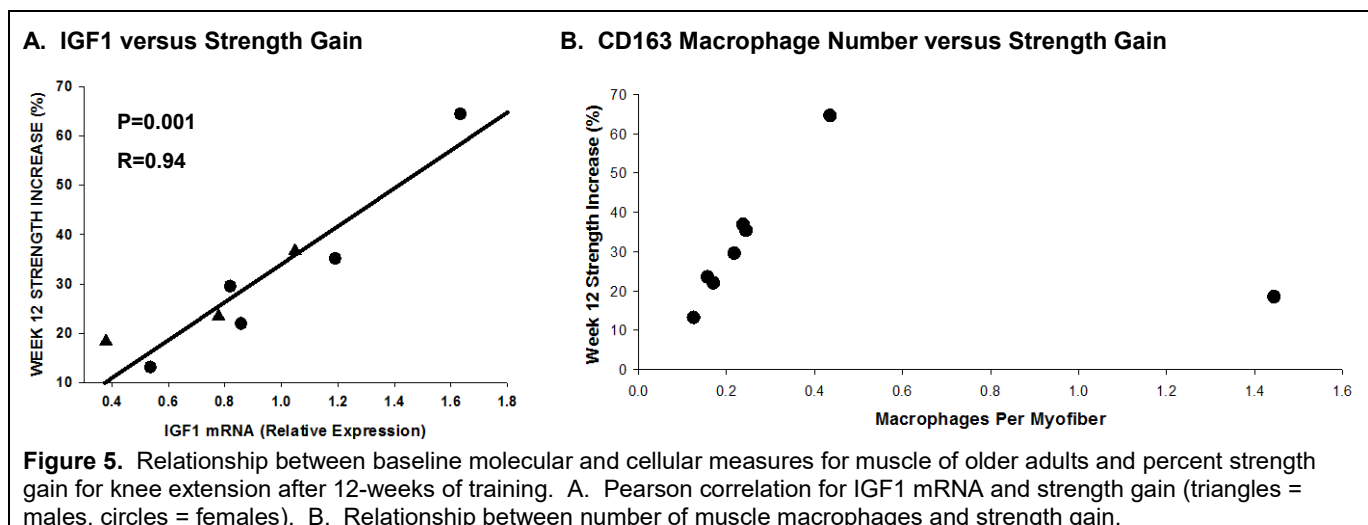 A. IGF1 versus Strength Gain
B. CD163 Macrophage Number versus Strength Gain
WEEK 12 STRENGTH INCREASE (%)
70
60
50
40
30
20
10
P=0.001
R=0.94
0.4 0.6 0.8 1.0 1.2 1.4 1.6 1.8
IGF1 mRNA (Relative Expression)
Week 12 Strength Increase (%)
70
60
50
40
30
20
10
0
0.0 0.2 0.4 0.6 0.8 1.0 1.2 1.4 1.6
Macrophages Per Myofiber
Figure 5. Relationship between baseline molecular and cellular measures for muscle of older adults and percent strength
gain for knee extension after 12-weeks of training. A. Pearson correlation for IGF1 mRNA and strength gain (triangles =
males, circles = females). B. Relationship between number of muscle macrophages and strength gain.